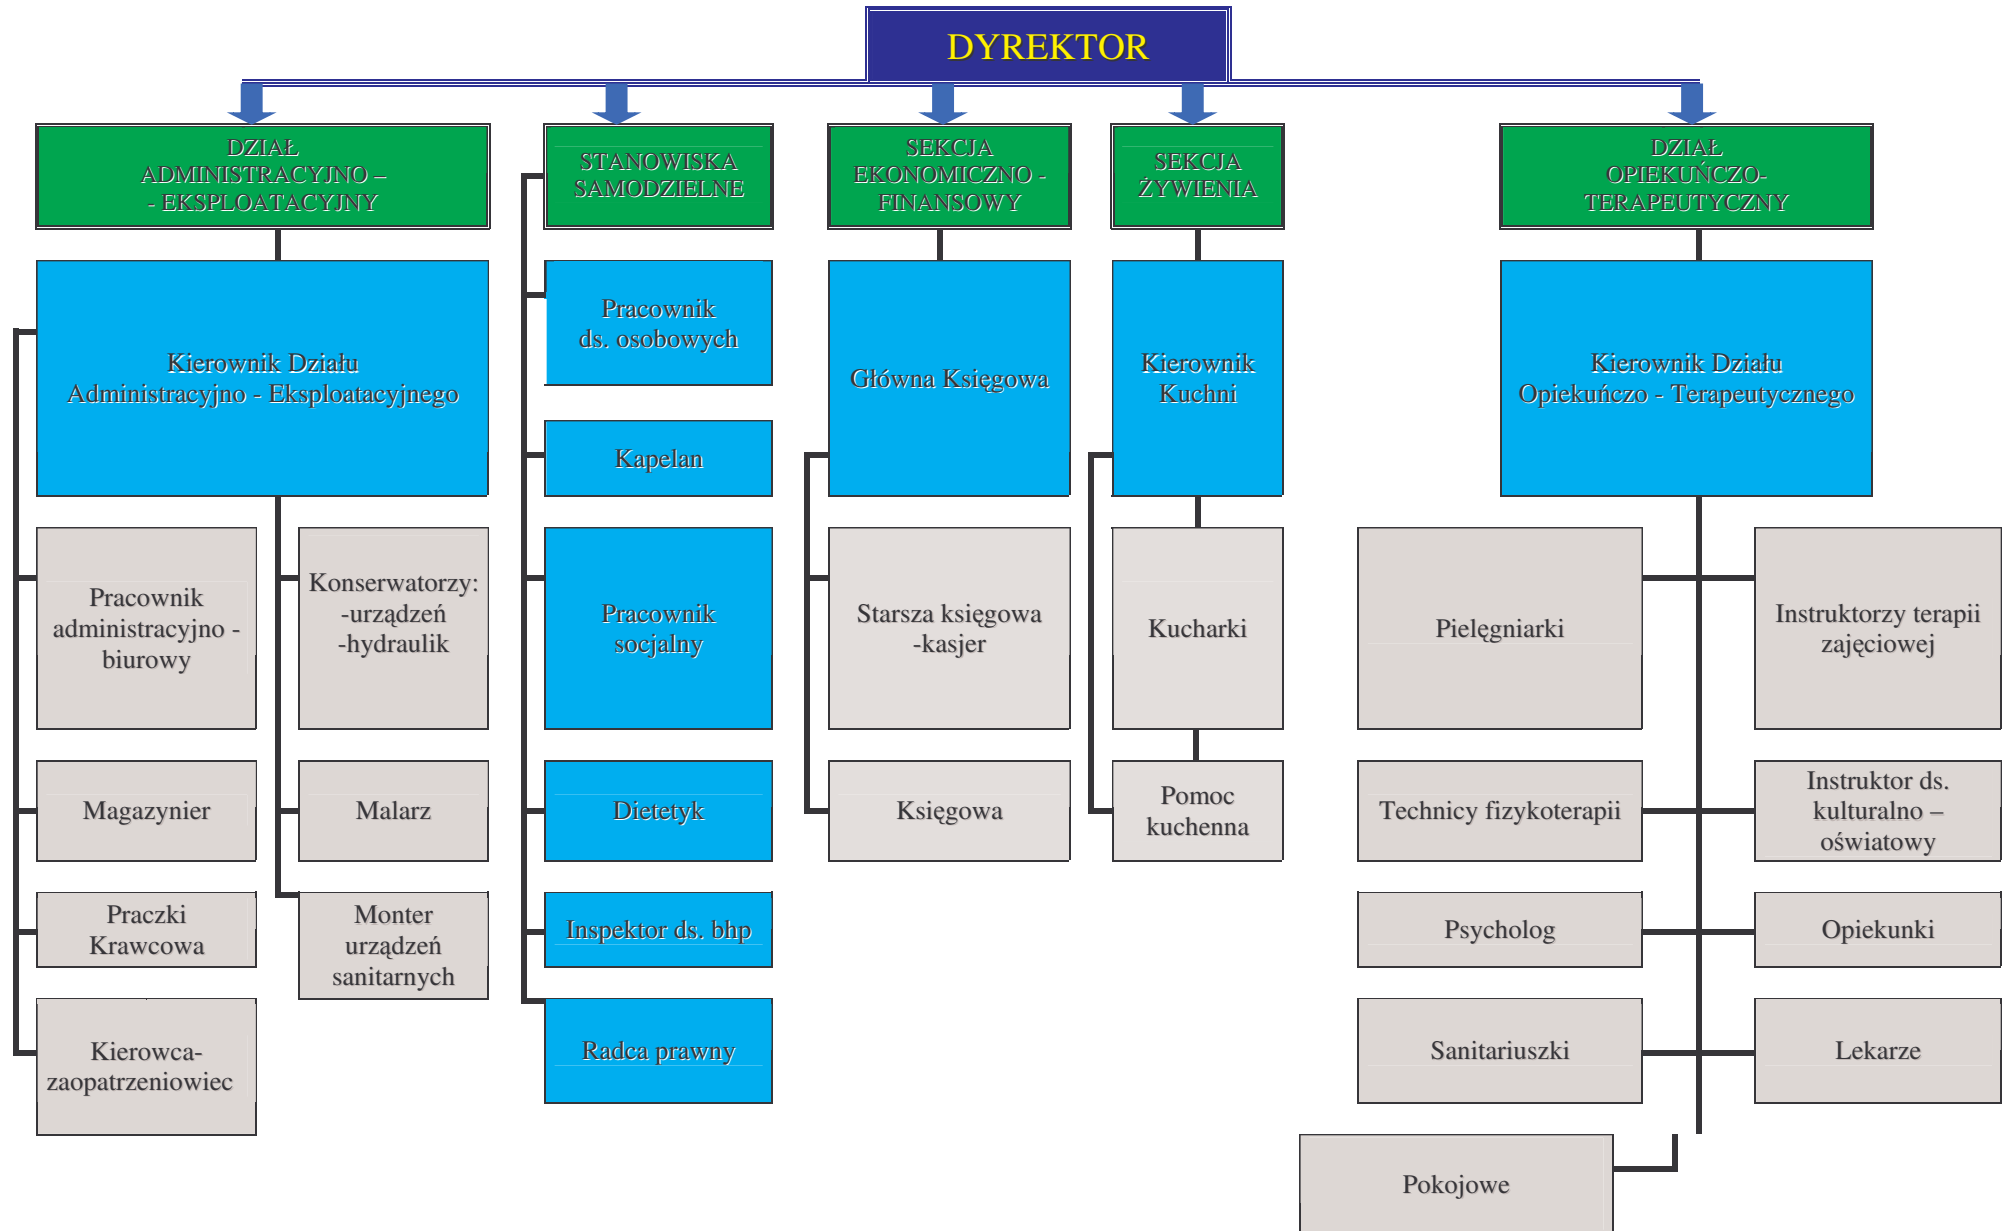 DYREKTOR
DZIAŁ
ADMINISTRACYJNO –
- EKSPLOATACYJNY
STANOWISKA
SAMODZIELNE
SEKCJA
EKONOMICZNO -
FINANSOWY
SEKCJA
ŻYWIENIA
DZIAŁ
OPIEKUŃCZO-
TERAPEUTYCZNY
Kierownik Działu
Administracyjno - Eksploatacyjnego
Pracownik
ds. osobowych
Kapelan
Główna Księgowa
Kierownik
Kuchni
Kierownik Działu
Opiekuńczo - Terapeutycznego
Pracownik
administracyjno -
biurowy
Konserwatorzy:
-urządzeń
-hydraulik
Pracownik
socjalny
Starsza księgowa
-kasjer
Kucharki
Pielęgniarki
Instruktorzy terapii
zajęciowej
Magazynier
Malarz
Dietetyk
Księgowa
Pomoc
kuchenna
Technicy fizykoterapii
Instruktor ds.
kulturalno –
oświatowy
Praczki
Krawcowa
Monter
urządzeń
sanitarnych
Inspektor ds. bhp
Psycholog
Opiekunki
Kierowca-
zaopatrzeniowiec
Radca prawny
Sanitariuszki
Lekarze
Pokojowe